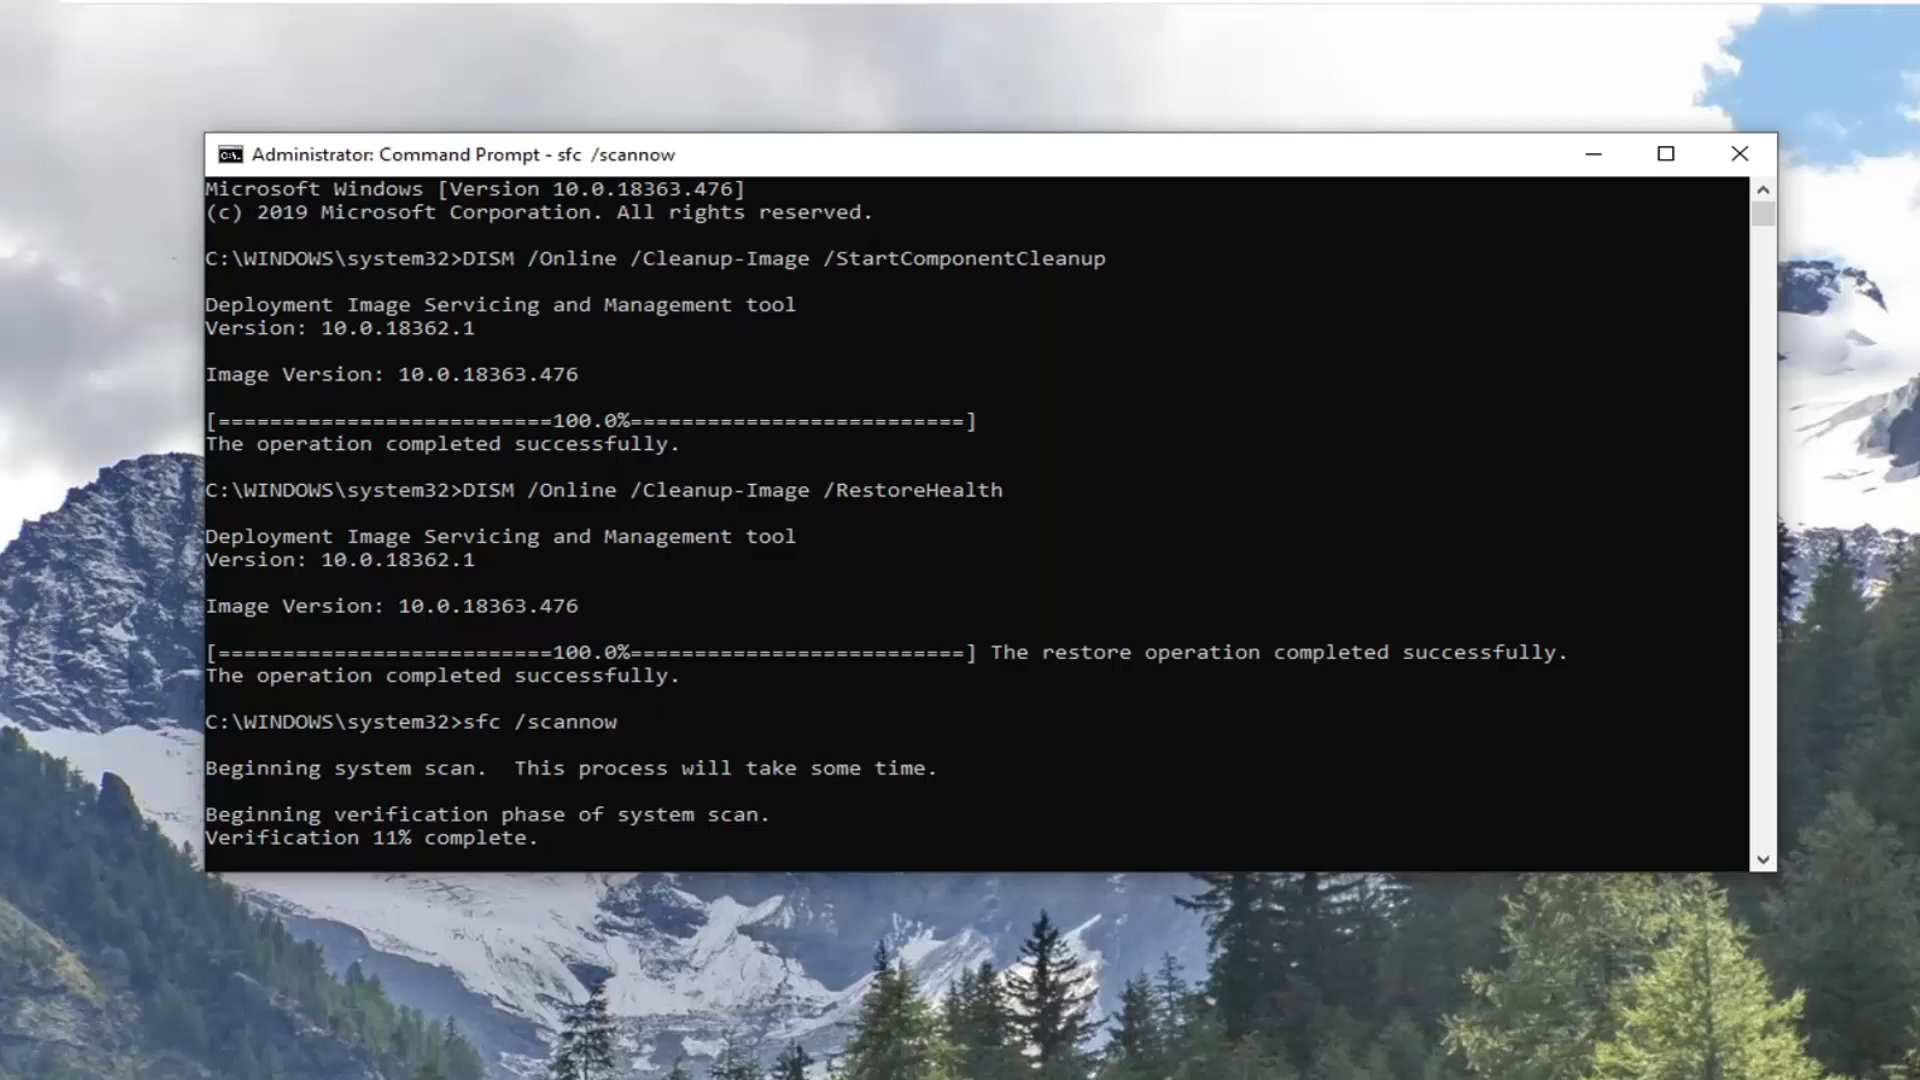 Administrator: Command Prompt - sfc  /scannow
Microsoft Windows [Version 10.0.18363.476]
(c) 2019 Microsoft Corporation. All rights reserved.
C:\WINDOWS\system32>DISM /Online /Cleanup-Image /StartComponentCleanup
Deployment Image Servicing and Management tool
Version: 10.0.18362.1
Image Version: 10.0.18363.476
[==========================100.0%==========================]
The operation completed successfully.
C:\WINDOWS\system32>DISM /Online /Cleanup-Image /RestoreHealth
Deployment Image Servicing and Management tool
Version: 10.0.18362.1
Image Version: 10.0.18363.476
[==========================100.0%==========================] The restore operation completed successfully.
The operation completed successfully.
C:\WINDOWS\system32>sfc /scannow
Beginning system scan.  This process will take some time.
Beginning verification phase of system scan.
Verification 11% complete.